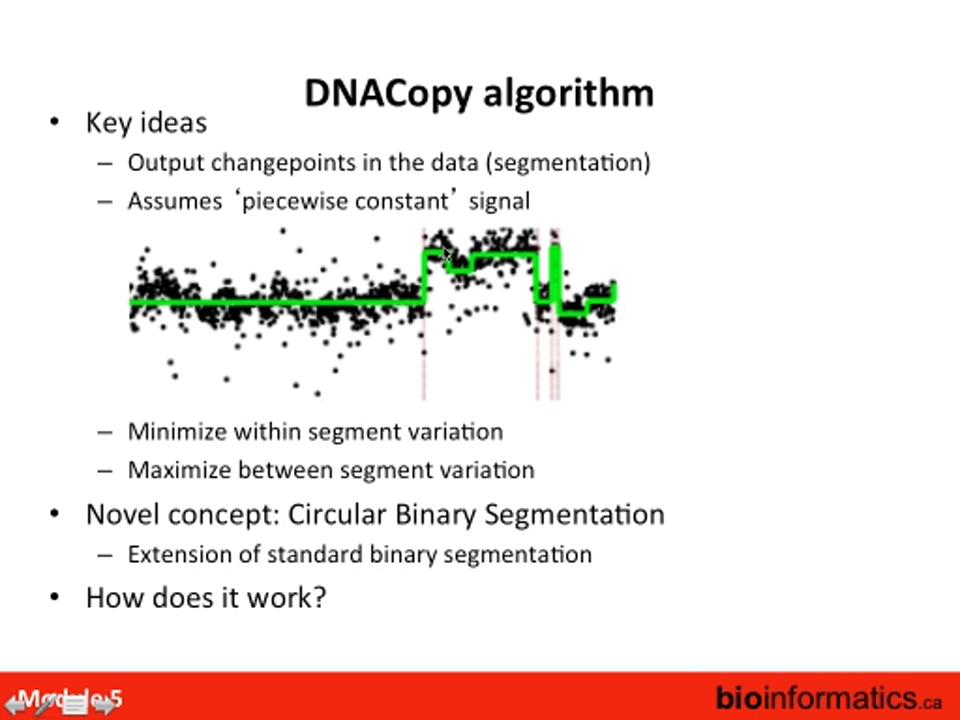 DNACopy algorithm
• Key ideas
– Output changepoints in the data (segmentation)
– Assumes ‘piecewise constant’ signal
– Minimize within segment variation
– Maximize between segment variation
• Novel concept: Circular Binary Segmentation
– Extension of standard binary segmentation
• How does it work?
Module 5
bioinformatics.ca